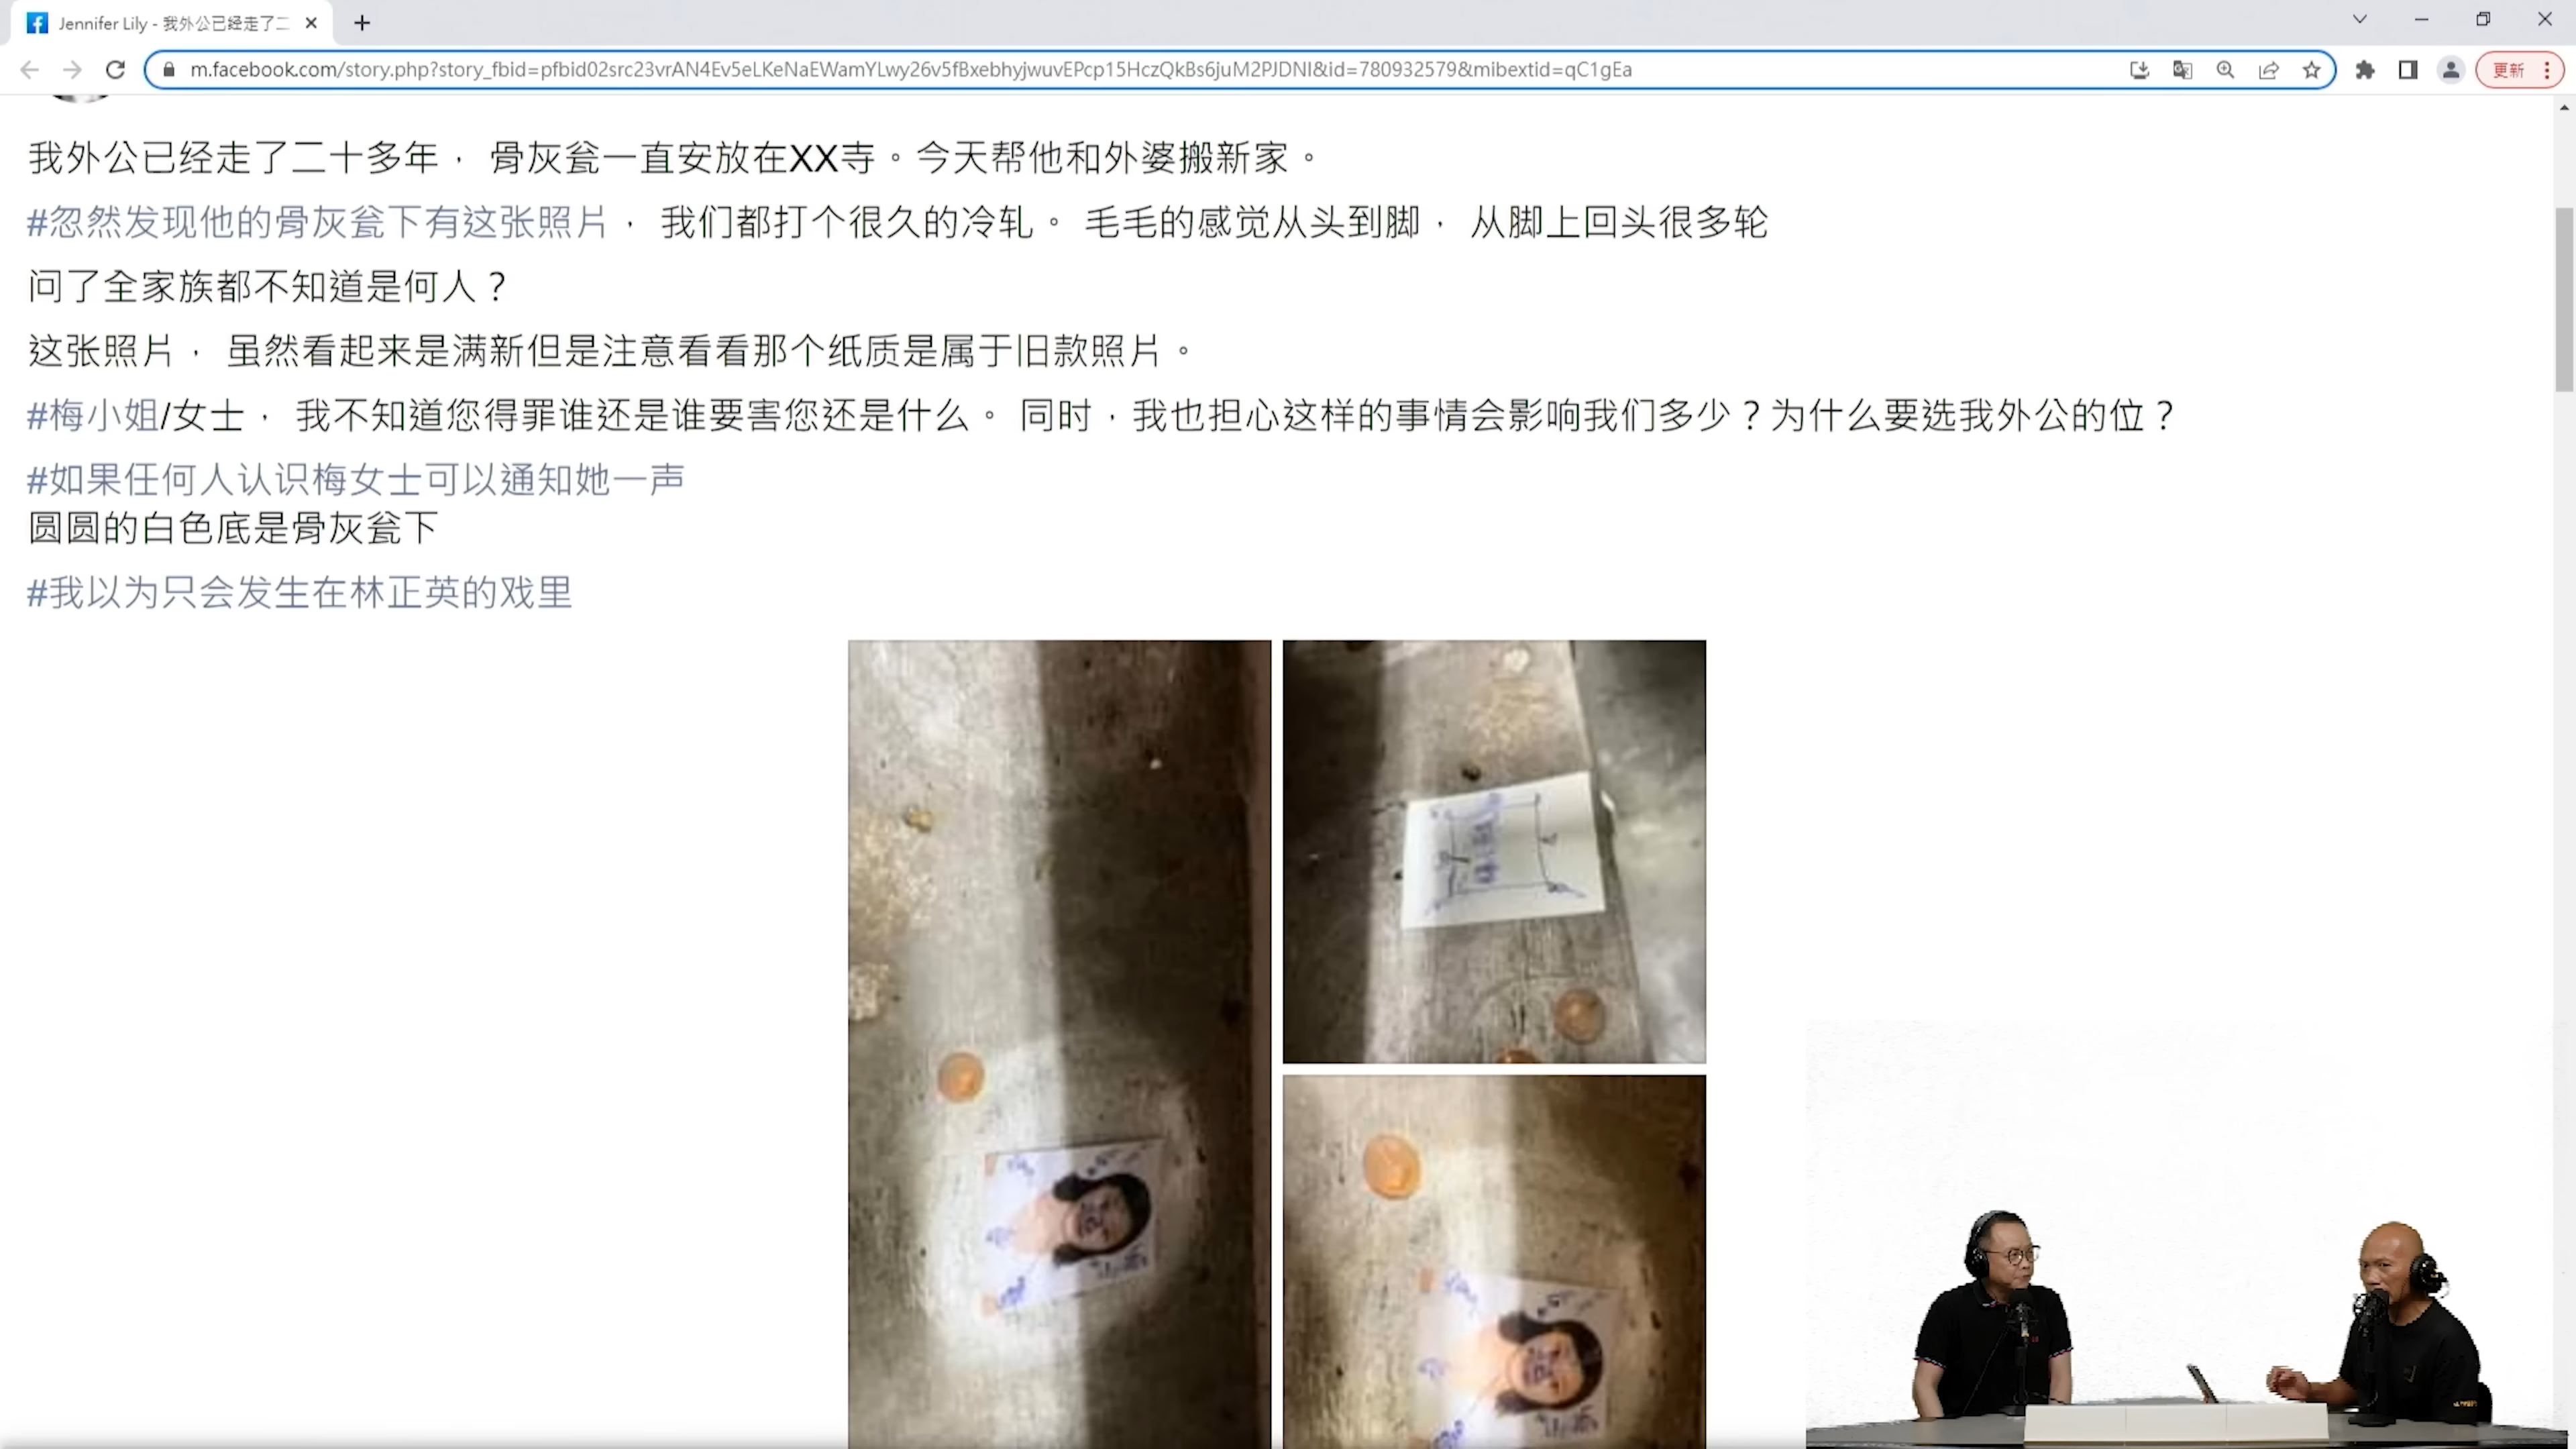 Jennifer Lily - 我外公已经走了二
m.facebook.com/story.php?story_fbid=pfbid02src23vrAN4Ev5eLKeNaEWamYLwy26v5fBxebhyjwuvEPcp15HczQkBs6juM2PJDNl&id=780932579&mibextid=qC1gEa
更新
我外公已经走了二十多年， 骨灰瓮一直安放在XX寺。今天帮他和外婆搬新家。
#忽然发现他的骨灰瓮下有这张照片， 我们都打个很久的冷轧。 毛毛的感觉从头到脚， 从脚上回头很多轮
问了全家族都不知道是何人？
这张照片， 虽然看起来是满新但是注意看看那个纸质是属于旧款照片。
#梅小姐/女士， 我不知道您得罪谁还是谁要害您还是什么。 同时，我也担心这样的事情会影响我们多少？为什么要选我外公的位？
#如果任何人认识梅女士可以通知她一声
圆圆的白色底是骨灰瓮下
#我以为只会发生在林正英的戏里